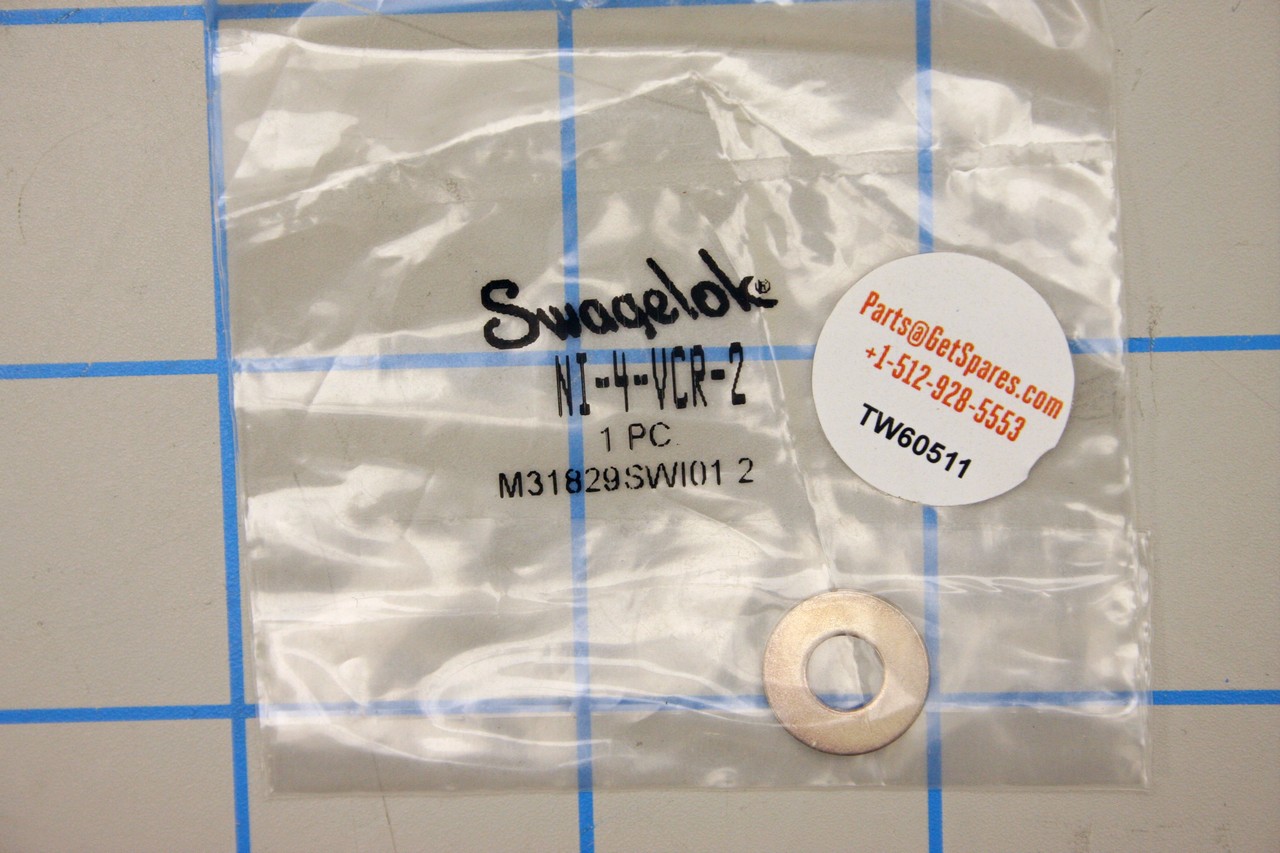 Swagelok®
NI-4-VCR-2
1 PC
M31829SWI01 2
Parts@GetSpares.com
+1-512-928-5553
TW60511